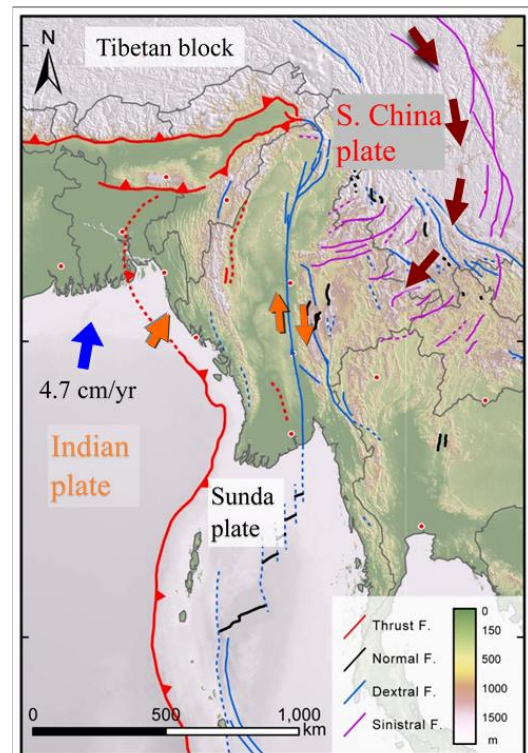 N
Tibetan block
S. China
plate
4.7 cm/yr
Indian
plate
Sunda
plate
Thrust F.
Normal F.
Dextral F.
Sinistral F.
0
150
500
1000
1500
m
0 500 1,000
km